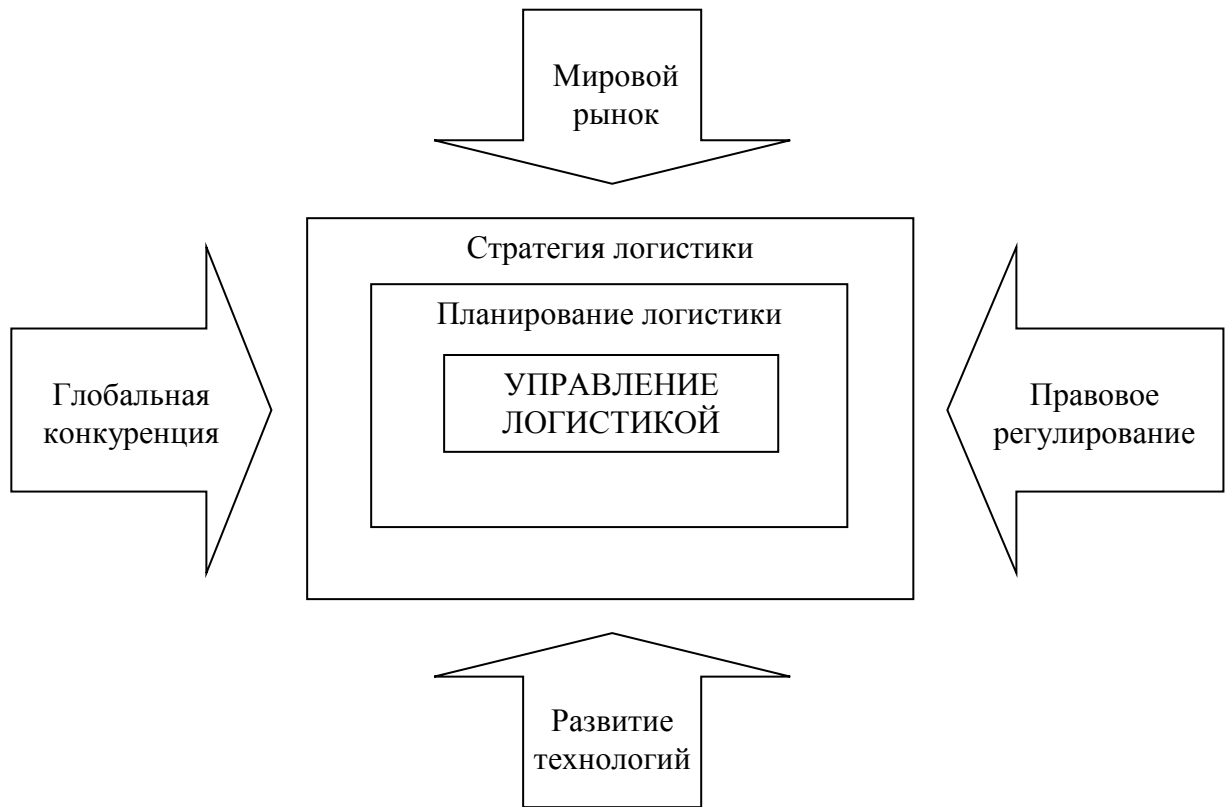 Мировой
рынок
Стратегия логистики
Планирование логистики
УПРАВЛЕНИЕ
ЛОГИСТИКОЙ
Глобальная
конкуренция
Правовое
регулирование
Развитие
технологий